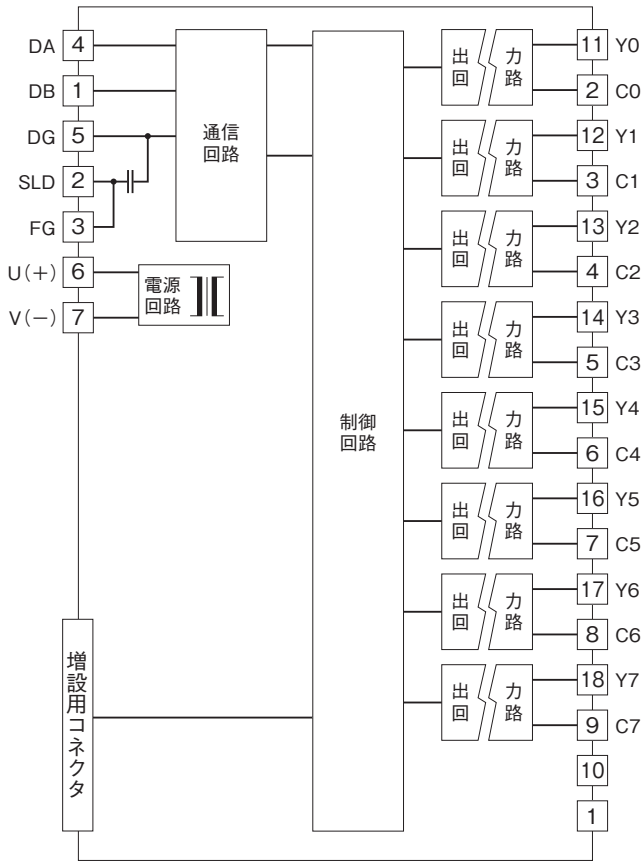 DA 4
DB 1
DG 5
SLD 2
FG 3
U(+) 6
V(−) 7
通信
回路
電源
回路
増設用コネクタ
制御
回路
出力
回路
11 Y0
2 C0
出力
回路
12 Y1
3 C1
出力
回路
13 Y2
4 C2
出力
回路
14 Y3
5 C3
出力
回路
15 Y4
6 C4
出力
回路
16 Y5
7 C5
出力
回路
17 Y6
8 C6
出力
回路
18 Y7
9 C7
10
1